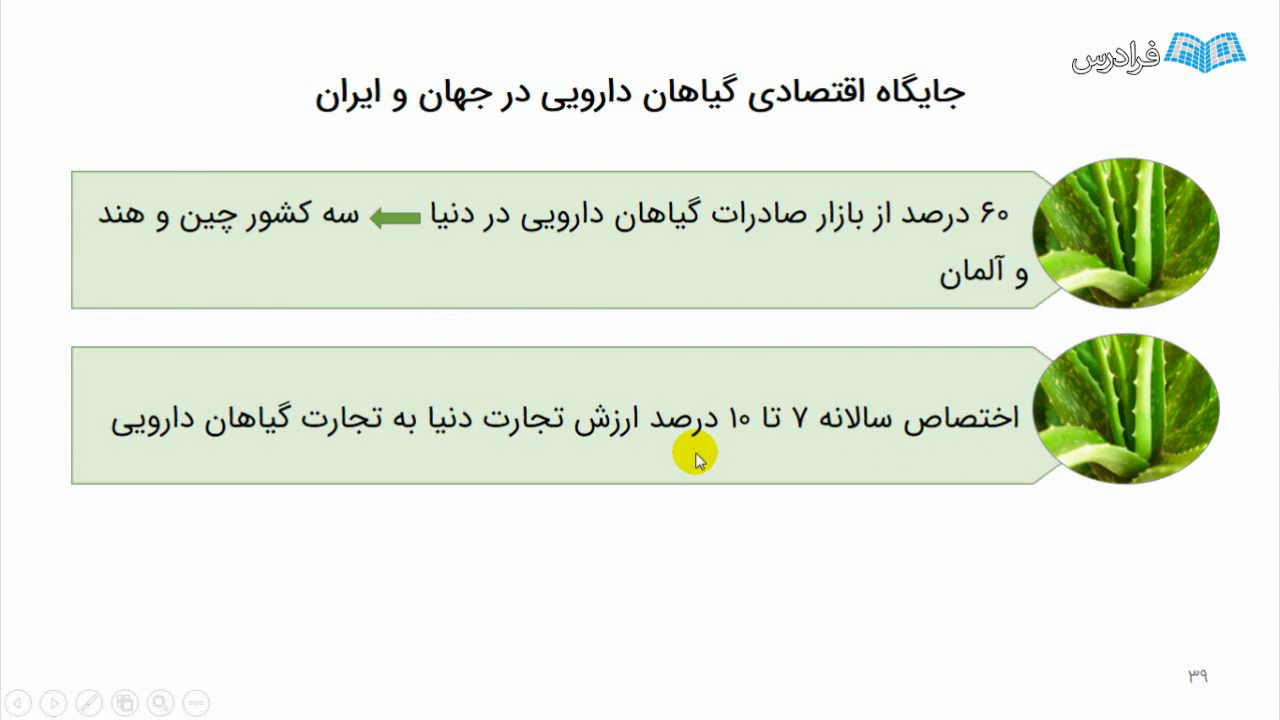 فرادرس
جایگاه اقتصادی گیاهان دارویی در جهان و ایران
۶۰ درصد از بازار صادرات گیاهان دارویی در دنیا سه کشور چین و هند
و آلمان
اختصاص سالانه ۷ تا ۱۰ درصد ارزش تجارت دنیا به تجارت گیاهان دارویی
۳۹